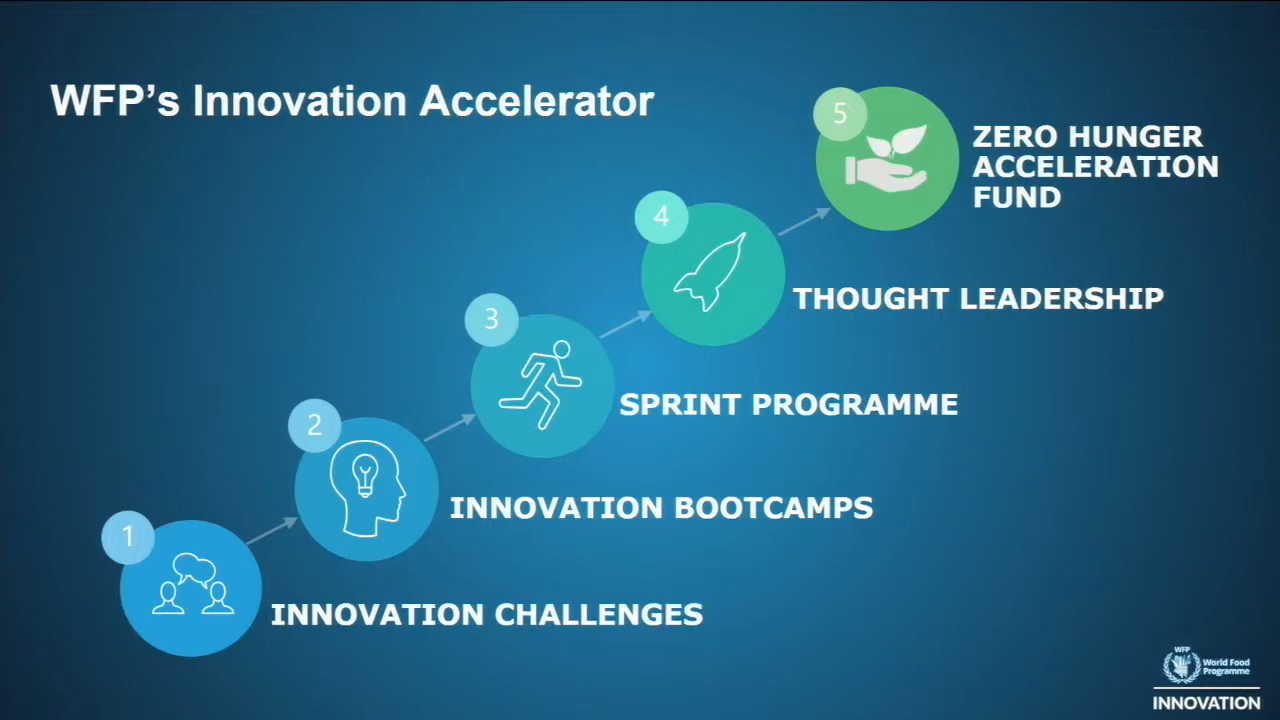 WFP's Innovation Accelerator
5
ZERO HUNGER
ACCELERATION
FUND
4
THOUGHT LEADERSHIP
3
SPRINT PROGRAMME
2
INNOVATION BOOTCAMPS
1
INNOVATION CHALLENGES
WFP
World Food
Programme
INNOVATION